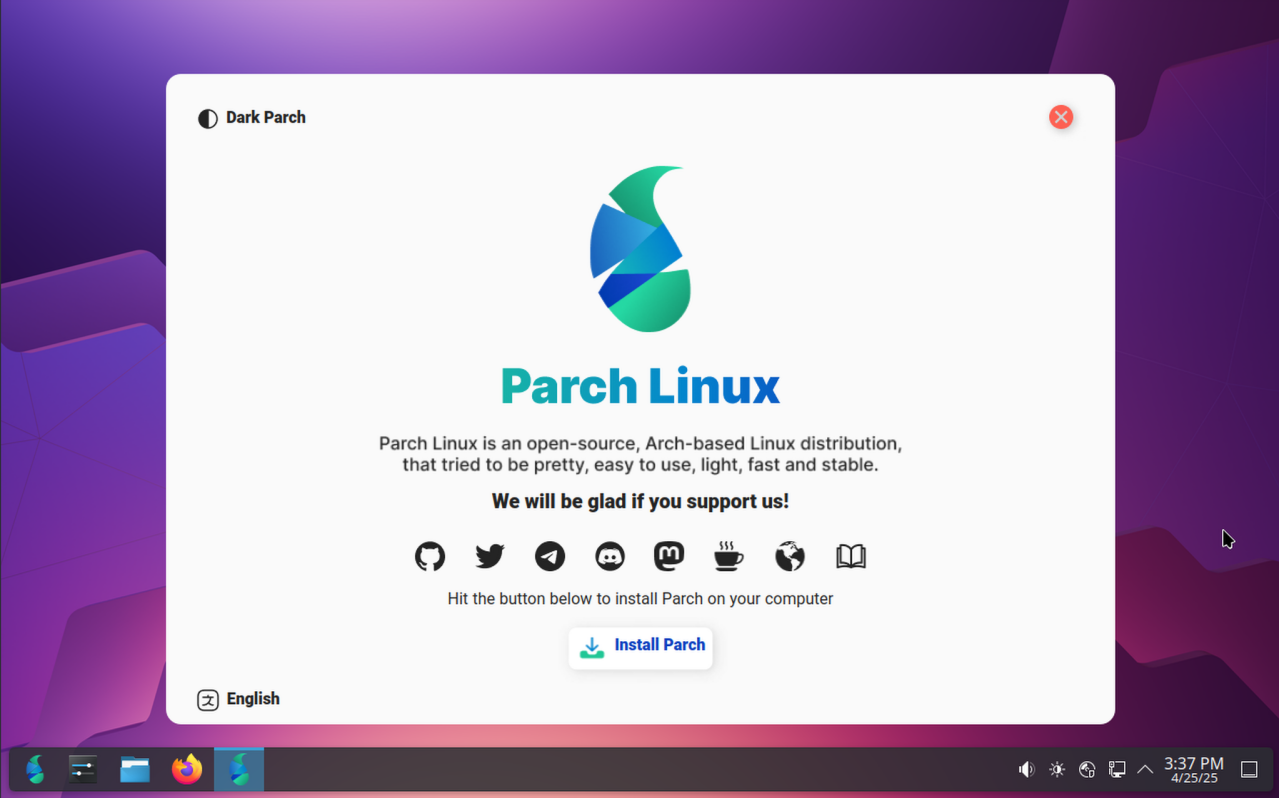 Dark Parch
Parch Linux
Parch Linux is an open-source, Arch-based Linux distribution,
that tried to be pretty, easy to use, light, fast and stable.
We will be glad if you support us!
Hit the button below to install Parch on your computer
Install Parch
English
3:37 PM
4/25/25